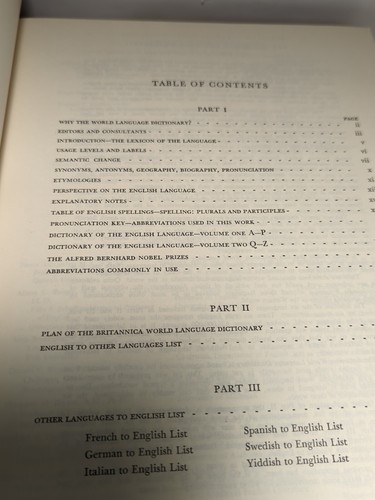 TABLE OF CONTENTS
PART I
PAGE
WHY THE WORLD LANGUAGE DICTIONARY? ii
EDITORS AND CONSULTANTS iii
INTRODUCTION—THE LEXICON OF THE LANGUAGE v
USAGE LEVELS AND LABELS vi
SEMANTIC CHANGE vii
SYNONYMS, ANTONYMS, GEOGRAPHY, BIOGRAPHY, PRONUNCIATION x
ETYMOLOGIES
PERSPECTIVE ON THE ENGLISH LANGUAGE
EXPLANATORY NOTES
TABLE OF ENGLISH SPELLINGS—SPELLING: PLURALS AND PARTICIPLES
PRONUNCIATION KEY—ABBREVIATIONS USED IN THIS WORK
DICTIONARY OF THE ENGLISH LANGUAGE—VOLUME ONE A—P
DICTIONARY OF THE ENGLISH LANGUAGE—VOLUME TWO Q—Z
THE ALFRED BERNHARD NOBEL PRIZES
ABBREVIATIONS COMMONLY IN USE
PART II
PLAN OF THE BRITANNICA WORLD LANGUAGE DICTIONARY
ENGLISH TO OTHER LANGUAGES LIST
PART III
OTHER LANGUAGES TO ENGLISH LIST
French to English List Spanish to English List
German to English List Swedish to English List
Italian to English List Yiddish to English List